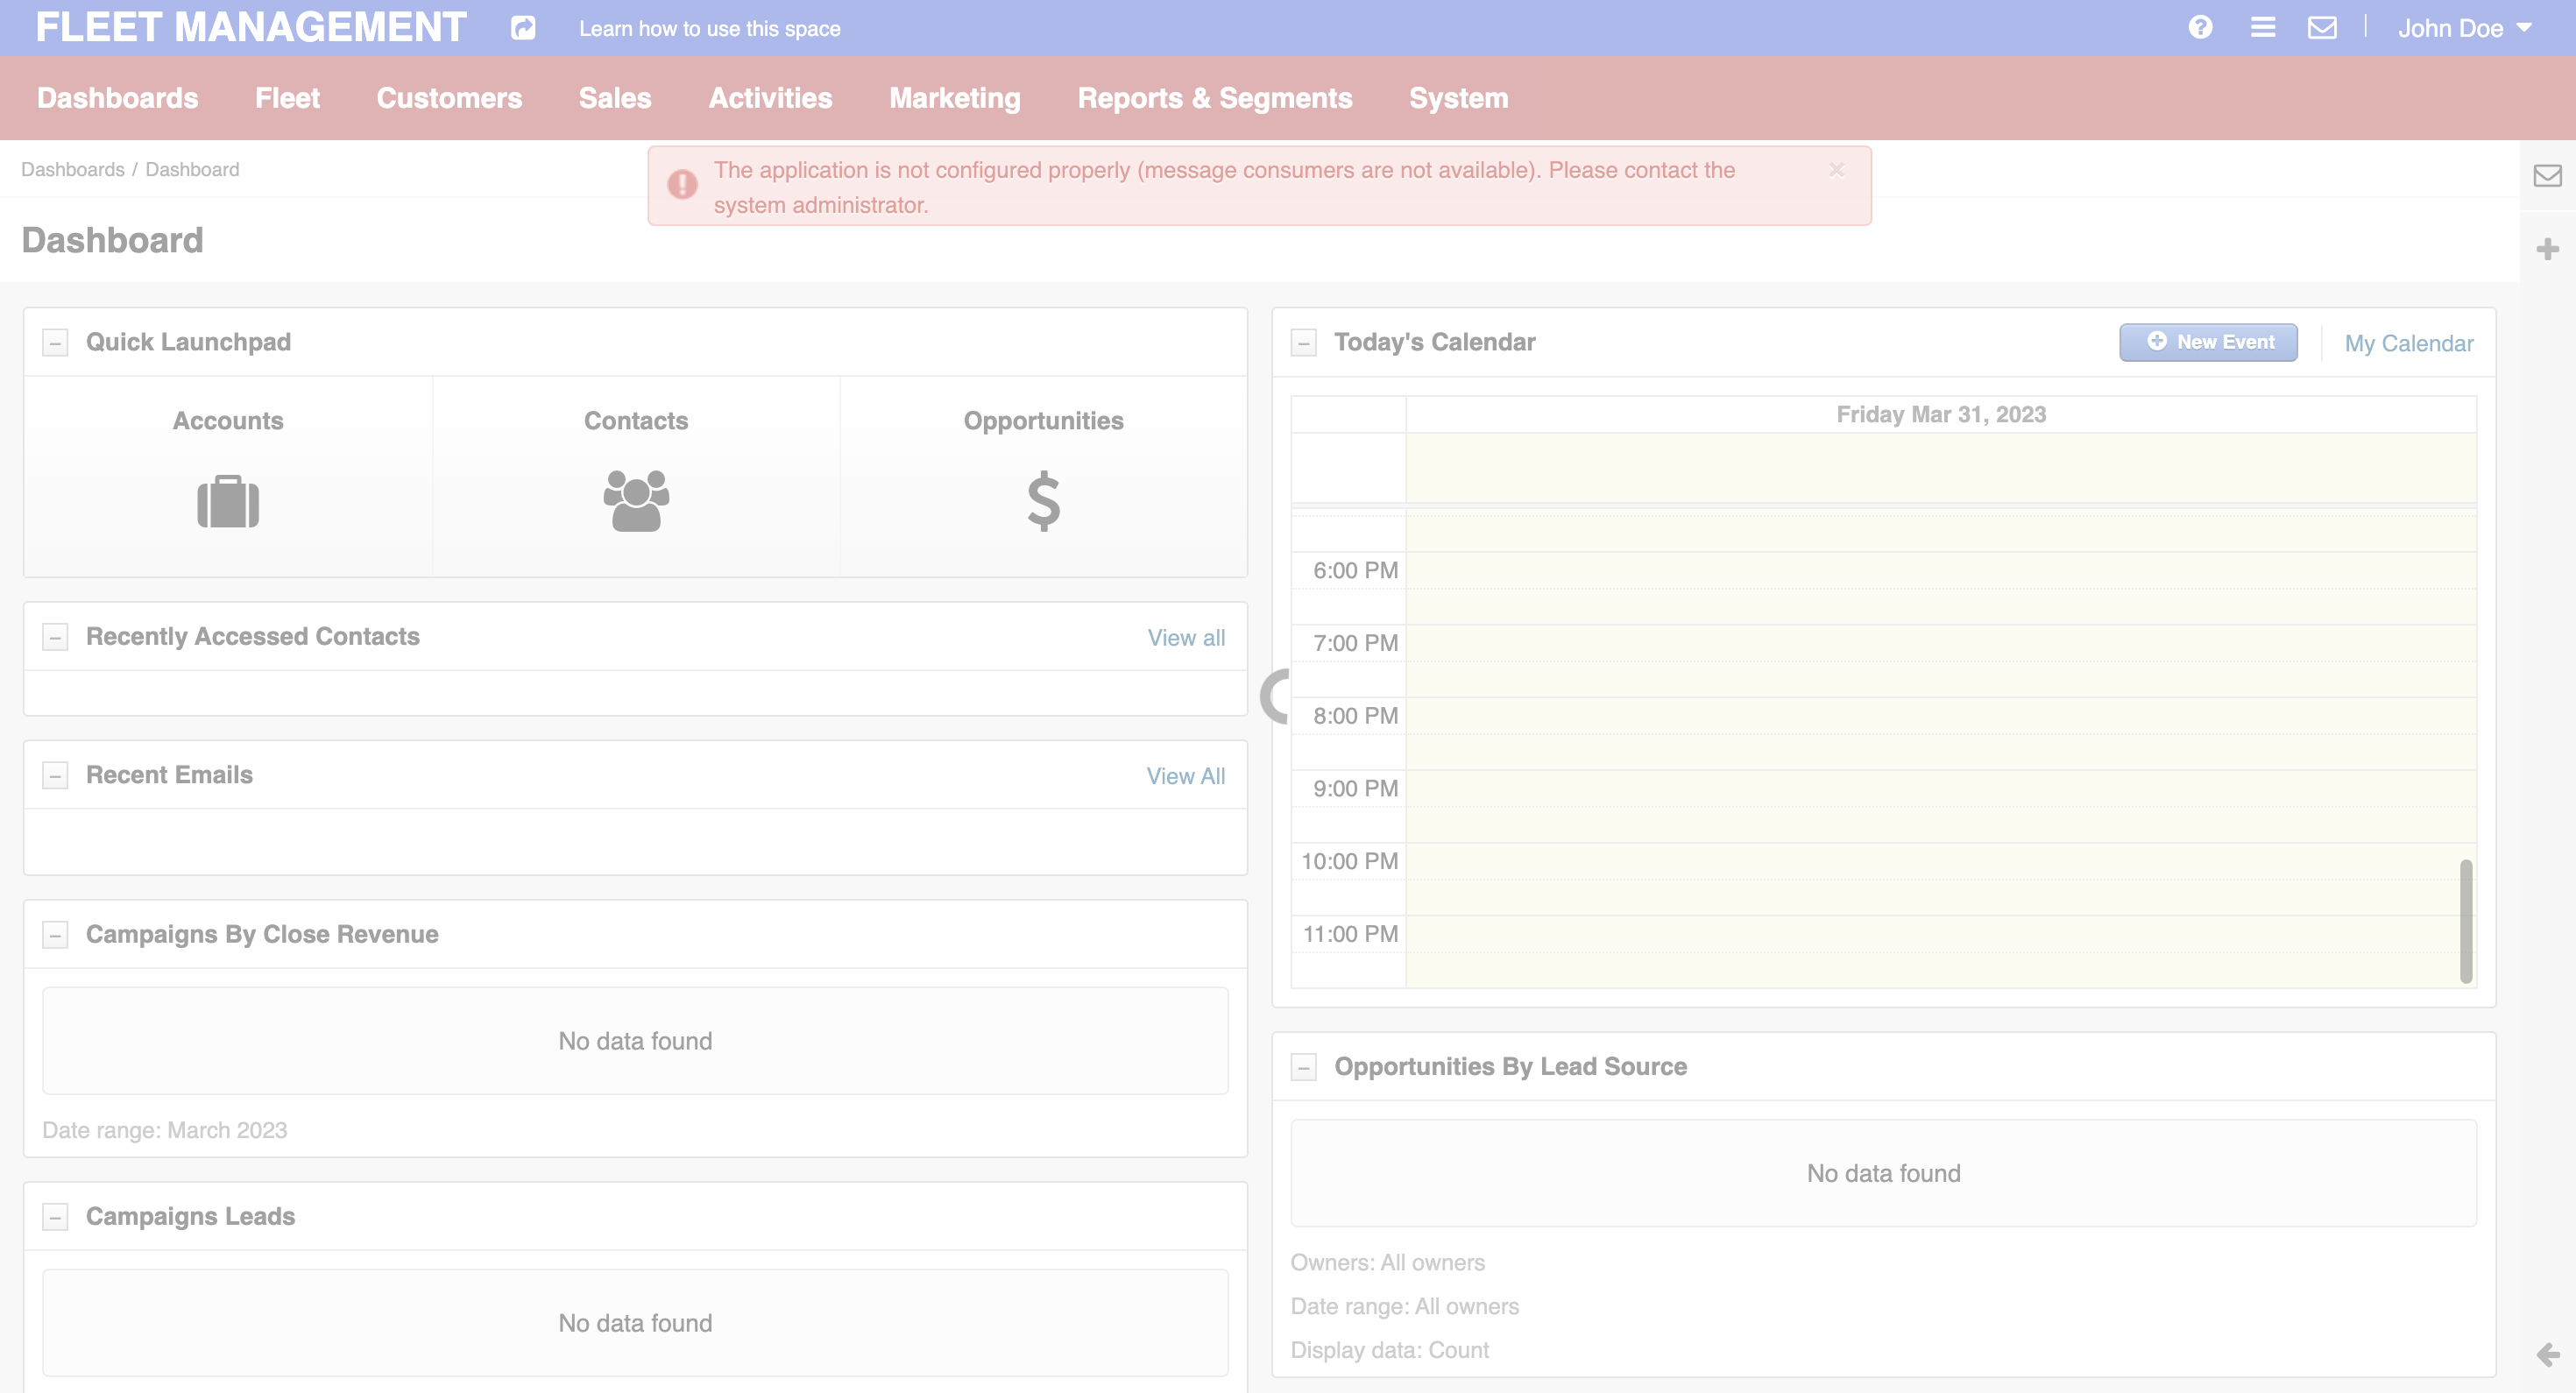 FLEET MANAGEMENT
Learn how to use this space
John Doe
Dashboards Fleet Customers Sales Activities Marketing Reports & Segments System
Dashboards / Dashboard
The application is not configured properly (message consumers are not available). Please contact the
system administrator.
Dashboard
Quick Launchpad
Accounts
Contacts
Opportunities
Recently Accessed Contacts
View all
Recent Emails
View All
Campaigns By Close Revenue
No data found
Date range: March 2023
Campaigns Leads
No data found
Today's Calendar
New Event
My Calendar
Friday Mar 31, 2023
6:00 PM
7:00 PM
8:00 PM
9:00 PM
10:00 PM
11:00 PM
Opportunities By Lead Source
No data found
Owners: All owners
Date range: All owners
Display data: Count